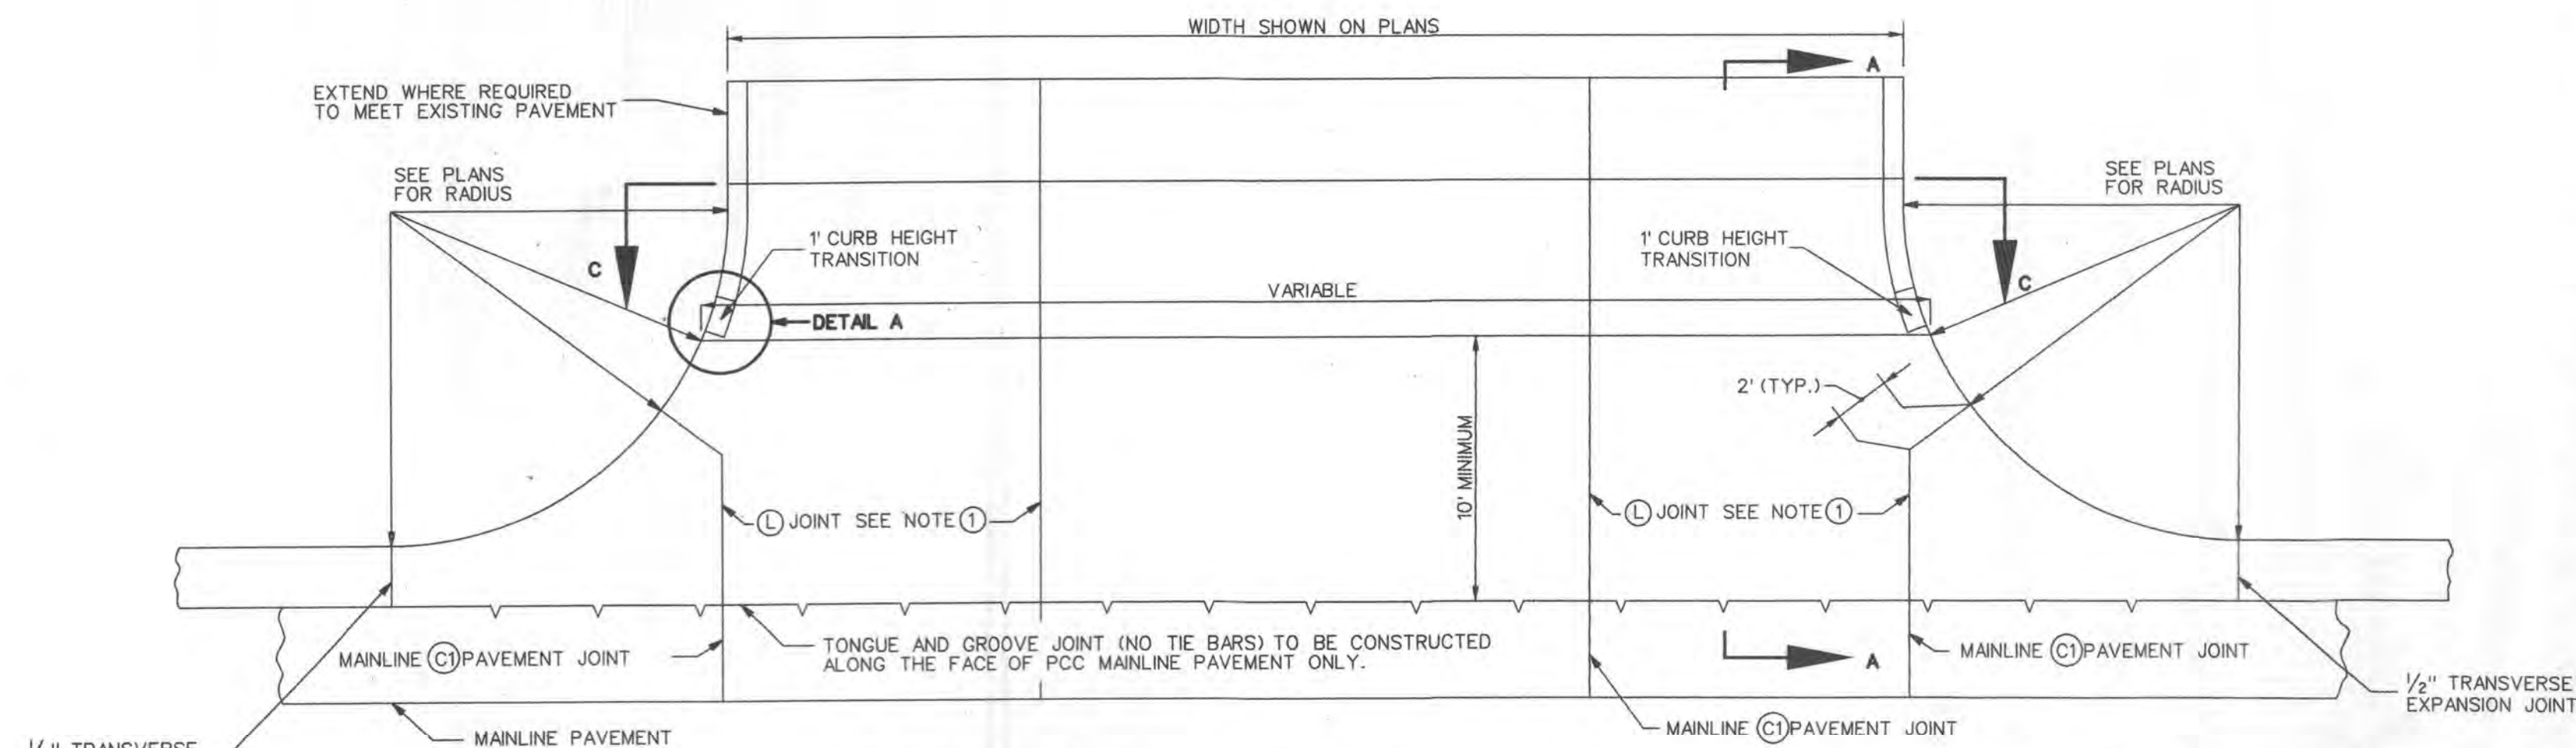 WIDTH SHOWN ON PLANS
A
EXTEND WHERE REQUIRED
TO MEET EXISTING PAVEMENT
SEE PLANS
FOR RADIUS
SEE PLANS
FOR RADIUS
1' CURB HEIGHT
TRANSITION
1' CURB HEIGHT
TRANSITION
C
C
VARIABLE
DETAIL A
2' (TYP.)
10' MINIMUM
L JOINT SEE NOTE 1
L JOINT SEE NOTE 1
MAINLINE C1 PAVEMENT JOINT
TONGUE AND GROOVE JOINT (NO TIE BARS) TO BE CONSTRUCTED
ALONG THE FACE OF PCC MAINLINE PAVEMENT ONLY.
A
MAINLINE C1 PAVEMENT JOINT
1/2" TRANSVERSE
EXPANSION JOINT
MAINLINE C1 PAVEMENT JOINT
MAINLINE PAVEMENT
TRANSVERSE